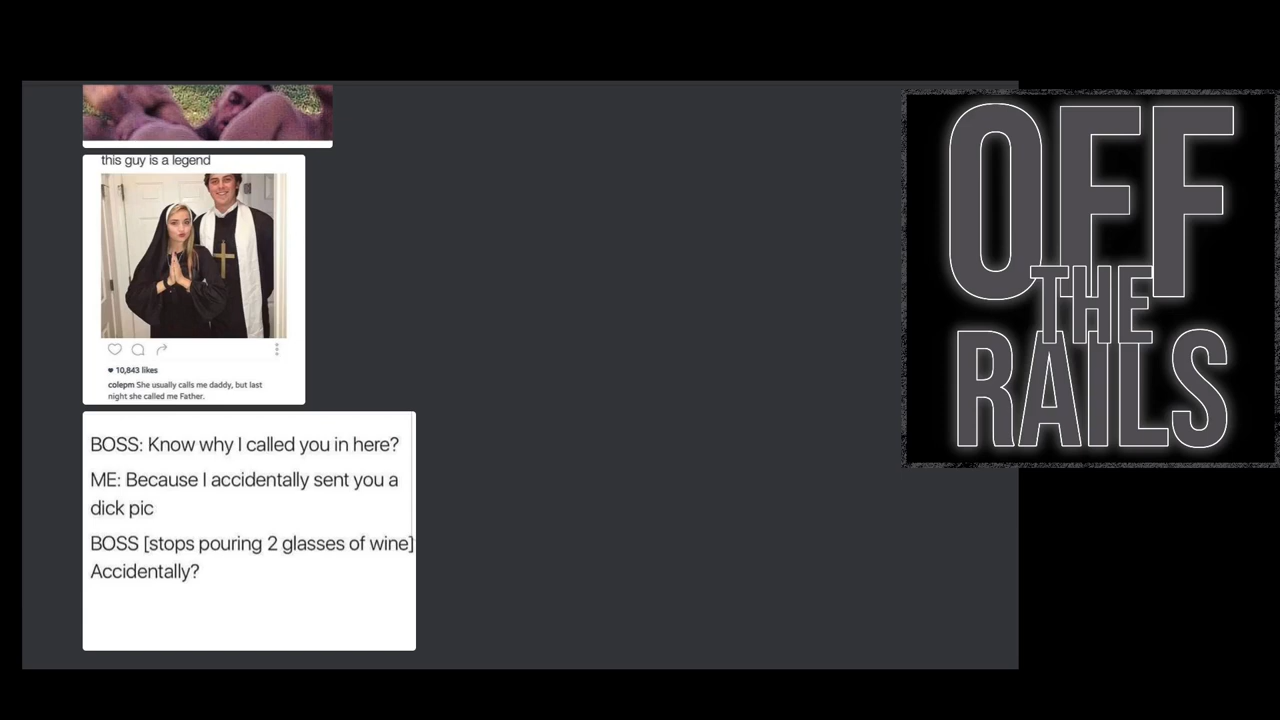 this guy is a legend
10,843 likes
colepm She usually calls me daddy, but last
night she called me Father.
BOSS: Know why I called you in here?
ME: Because I accidentally sent you a
dick pic
BOSS [stops pouring 2 glasses of wine]
Accidentally?
OFF
THE
RAILS